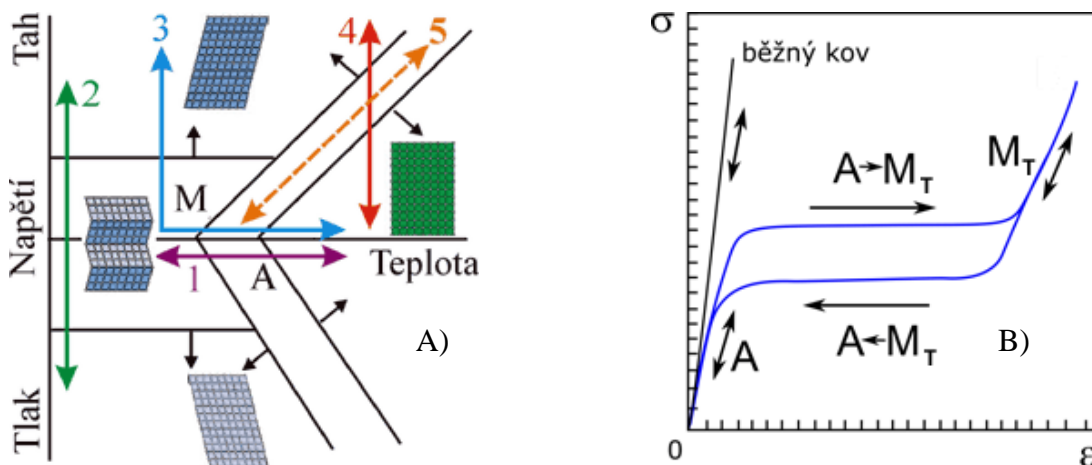 Tah
Napětí
Tlak
2
3
4
5
M
1
A
Teplota
A)
σ
běžný kov
A→M_T
M_T
A←M_T
A
B)
0
ε